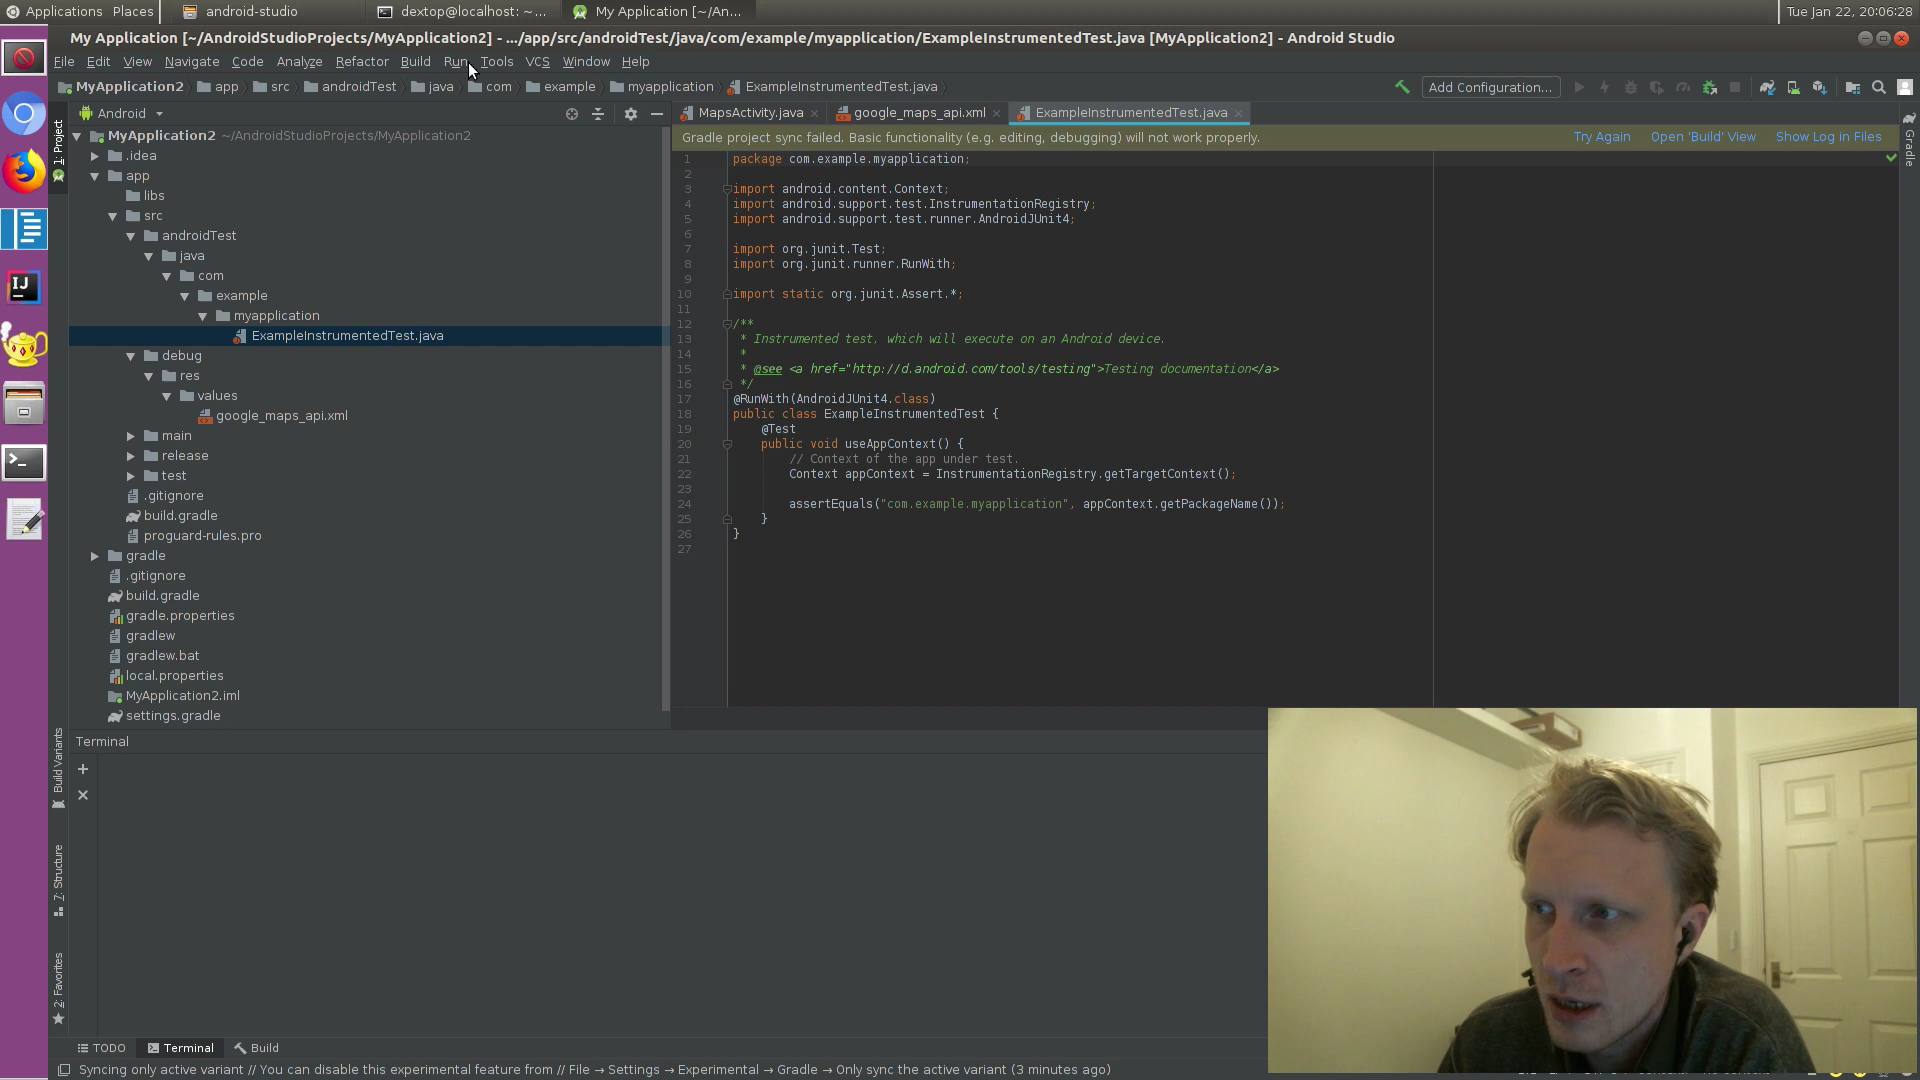 Applications Places android-studio dextop@localhost: ~... My Application [~/An... Tue Jan 22, 20:06:28
My Application [~/AndroidStudioProjects/MyApplication2] - .../app/src/androidTest/java/com/example/myapplication/ExampleInstrumentedTest.java [MyApplication2] - Android Studio
File Edit View Navigate Code Analyze Refactor Build Run Tools VCS Window Help
MyApplication2 app src androidTest java com example myapplication ExampleInstrumentedTest.java Add Configuration...
Android MapsActivity.java google_maps_api.xml ExampleInstrumentedTest.java
1: Project
Gradle
MyApplication2 ~/AndroidStudioProjects/MyApplication2
.idea
app
libs
src
androidTest
java
com
example
myapplication
ExampleInstrumentedTest.java
debug
res
values
google_maps_api.xml
main
release
test
.gitignore
build.gradle
proguard-rules.pro
gradle
.gitignore
build.gradle
gradle.properties
gradlew
gradlew.bat
local.properties
MyApplication2.iml
settings.gradle
Gradle project sync failed. Basic functionality (e.g. editing, debugging) will not work properly. Try Again Open 'Build' View Show Log in Files
1 package com.example.myapplication;
2
3 import android.content.Context;
4 import android.support.test.InstrumentationRegistry;
5 import android.support.test.runner.AndroidJUnit4;
6
7 import org.junit.Test;
8 import org.junit.runner.RunWith;
9
10 import static org.junit.Assert.*;
11
12 /**
13 * Instrumented test, which will execute on an Android device.
14 *
15 * @see <a href="http://d.android.com/tools/testing">Testing documentation</a>
16 */
17 @RunWith(AndroidJUnit4.class)
18 public class ExampleInstrumentedTest {
19 @Test
20 public void useAppContext() {
21 // Context of the app under test.
22 Context appContext = InstrumentationRegistry.getTargetContext();
23
24 assertEquals("com.example.myapplication", appContext.getPackageName());
25 }
26 }
27
Terminal
Build Variants
7: Structure
2: Favorites
TODO Terminal Build
Syncing only active variant // You can disable this experimental feature from // File → Settings → Experimental → Gradle → Only sync the active variant (3 minutes ago)